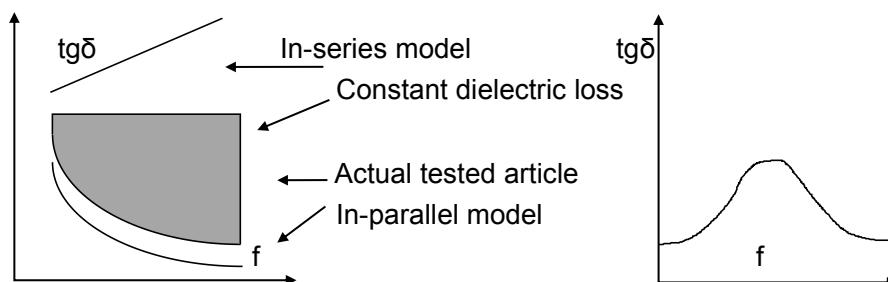 tgδ
In-series model
Constant dielectric loss
Actual tested article
In-parallel model
f
tgδ
f